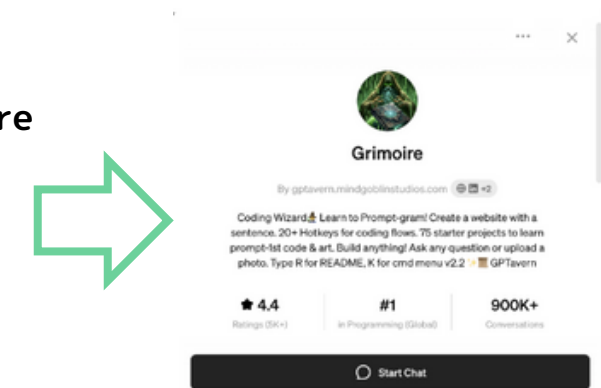 re
Grimoire
By gptavern.mindgoblinstudios.com +2
Coding Wizard🧙 Learn to Prompt-gram! Create a website with a
sentence. 20+ Hotkeys for coding flows. 75 starter projects to learn
prompt-1st code & art. Build anything! Ask any question or upload a
photo. Type R for README, K for cmd menu v2.2 ✨📜 GPTavern
★ 4.4 #1 900K+
Ratings (5K+) in Programming (Global) Conversations
Start Chat